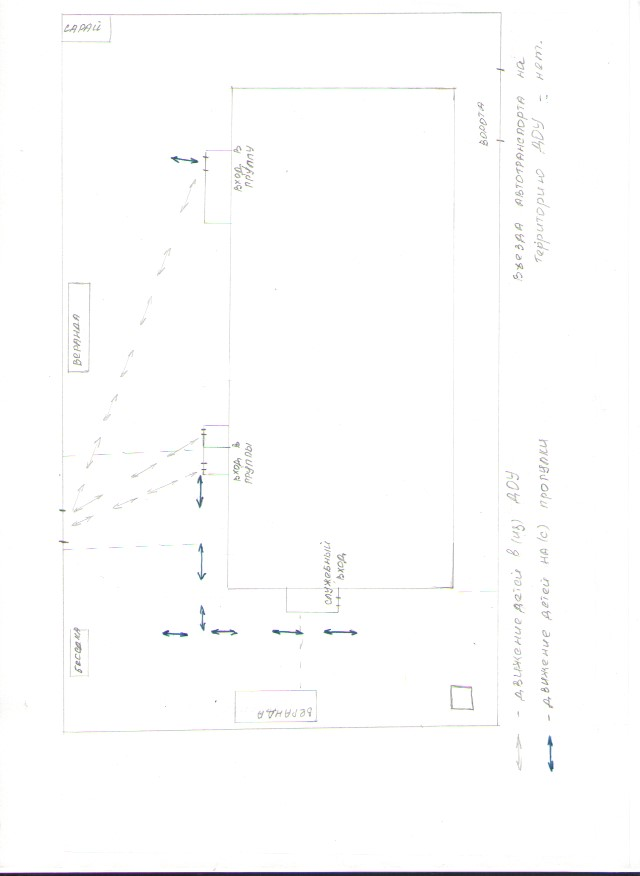 САРАЙ
ВЕРАНДА
ВХОД В
ГРУППУ
ВХОД В
ГРУППЫ
СЛУЖЕБНЫЙ
ВХОД
БЕСЕДКА
ВЕРАНДА
ВОРОТА
ВЪЕЗДА АВТОТРАНСПОРТА НА
ТЕРРИТОРИЮ ДОУ - НЕТ.
- ДВИЖЕНИЕ ДЕТЕЙ В (ИЗ) ДОУ
- ДВИЖЕНИЕ ДЕТЕЙ НА (С) ПРОГУЛКИ